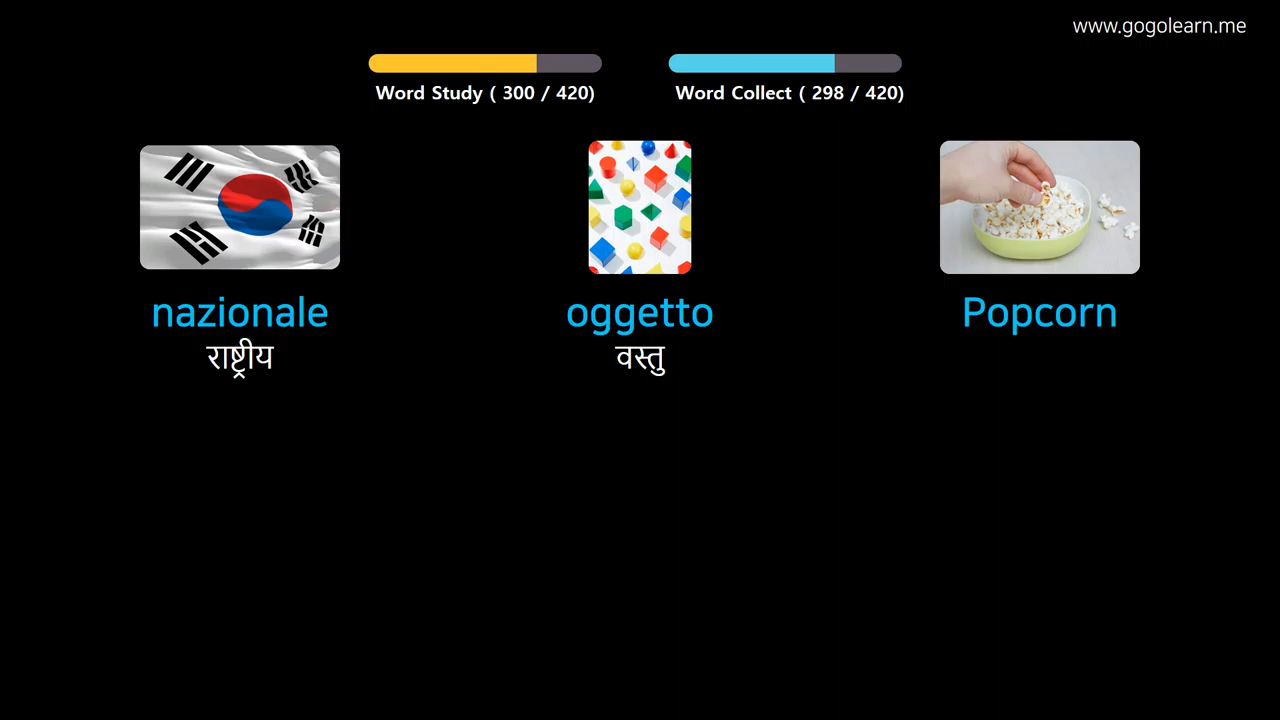 www.gogolearn.me
Word Study ( 300 / 420)
Word Collect ( 298 / 420)
nazionale
राष्ट्रीय
oggetto
वस्तु
Popcorn